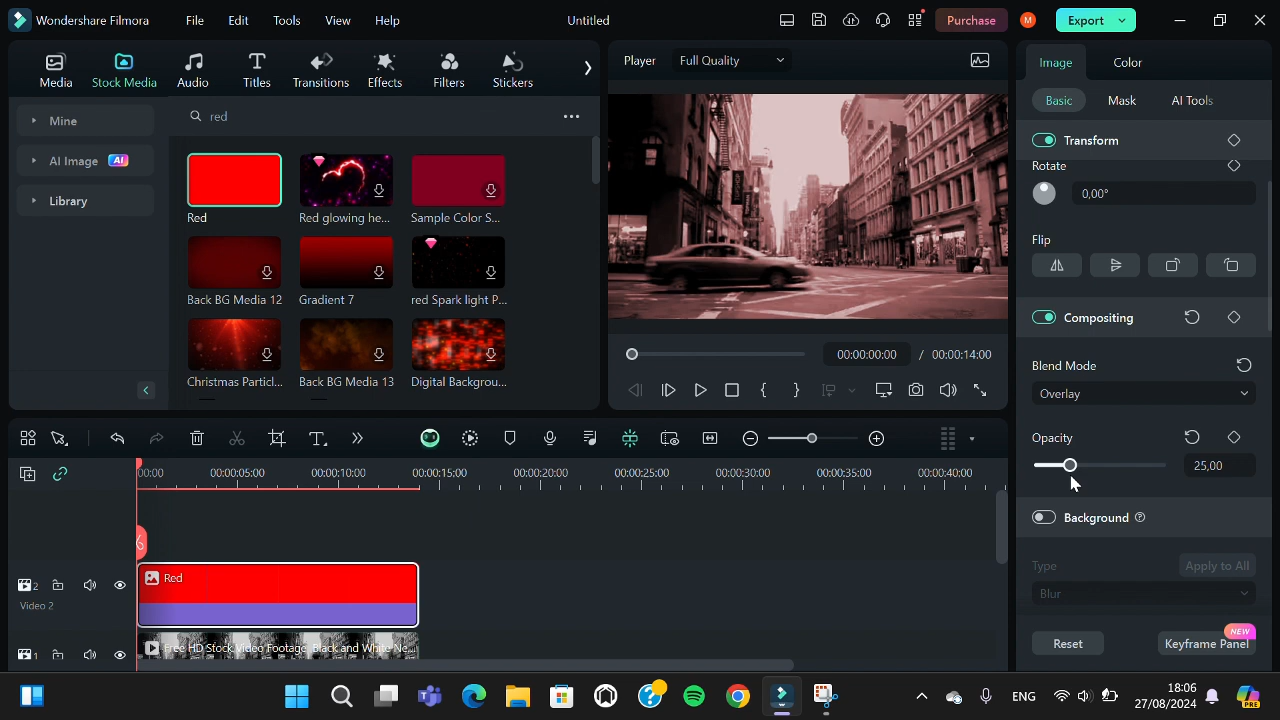 Wondershare Filmora File Edit Tools View Help Untitled Purchase M Export
Media Stock Media Audio Titles Transitions Effects Filters Stickers
Player Full Quality
Image Color
Mine
AI Image AI
Library
red
Basic Mask AI Tools
Transform
Rotate
0,00°
Red Red glowing he... Sample Color S...
Flip
Back BG Media 12 Gradient 7 red Spark light P...
Compositing
00:00:00:00 / 00:00:14:00
Blend Mode
Overlay
Christmas Particl... Back BG Media 13 Digital Backgrou...
Opacity
25,00
00:00 00:00:05:00 00:00:10:00 00:00:15:00 00:00:20:00 00:00:25:00 00:00:30:00 00:00:35:00 00:00:40:00
Background
Type Apply to All
Blur
2 Red
Video 2
NEW
Reset Keyframe Panel
1 Free HD Stock Video Footage, Black and White Ne...
ENG 18:06
27/08/2024
PRE